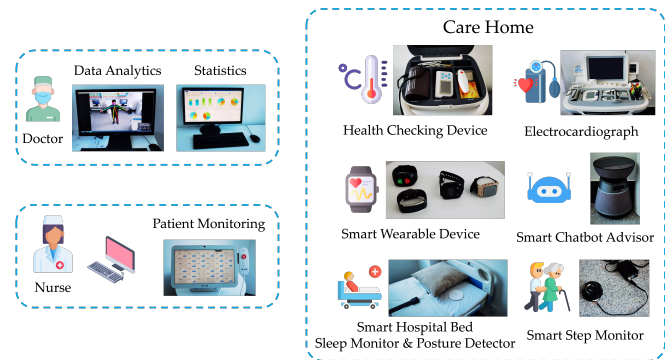 Data Analytics
Statistics
Doctor
Patient Monitoring
Nurse
Care Home
°C
Health Checking Device
Electrocardiograph
Smart Wearable Device
Smart Chatbot Advisor
Smart Hospital Bed
Sleep Monitor & Posture Detector
Smart Step Monitor